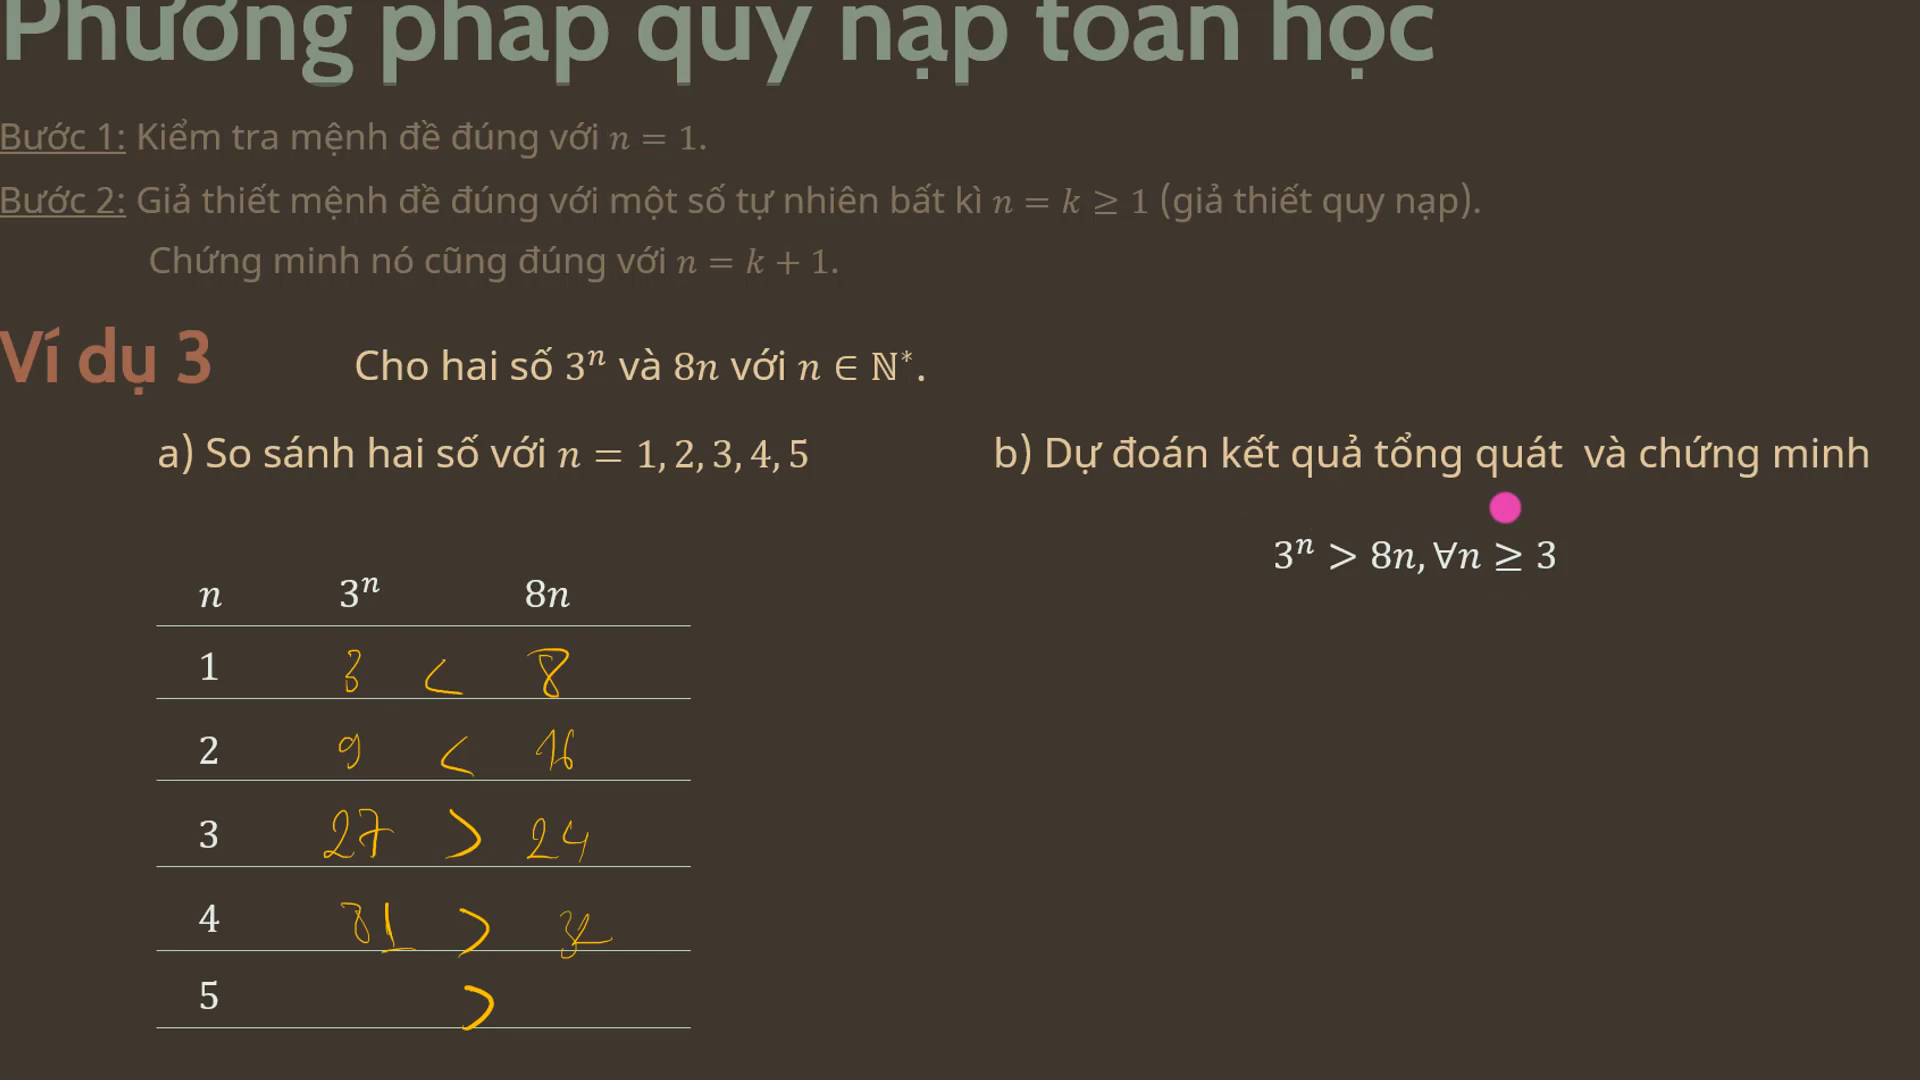 Phương pháp quy nạp toán học
Bước 1: Kiểm tra mệnh đề đúng với n = 1.
Bước 2: Giả thiết mệnh đề đúng với một số tự nhiên bất kì n = k ≥ 1 (giả thiết quy nạp).
Chứng minh nó cũng đúng với n = k + 1.
Ví dụ 3
Cho hai số 3ⁿ và 8n với n ∈ ℕ*.
a) So sánh hai số với n = 1, 2, 3, 4, 5
b) Dự đoán kết quả tổng quát và chứng minh
3ⁿ > 8n, ∀n ≥ 3
n 3ⁿ 8n
1 3 < 8
2 9 < 16
3 27 > 24
4 81 > 32
5 >